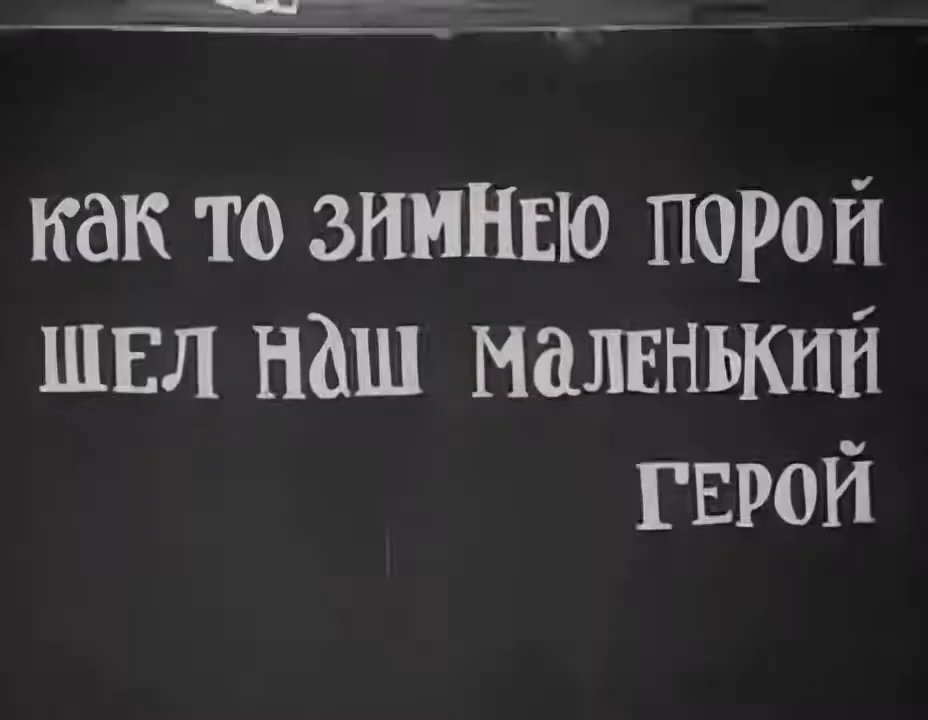 как то зимнею порой
шел наш маленький
герой